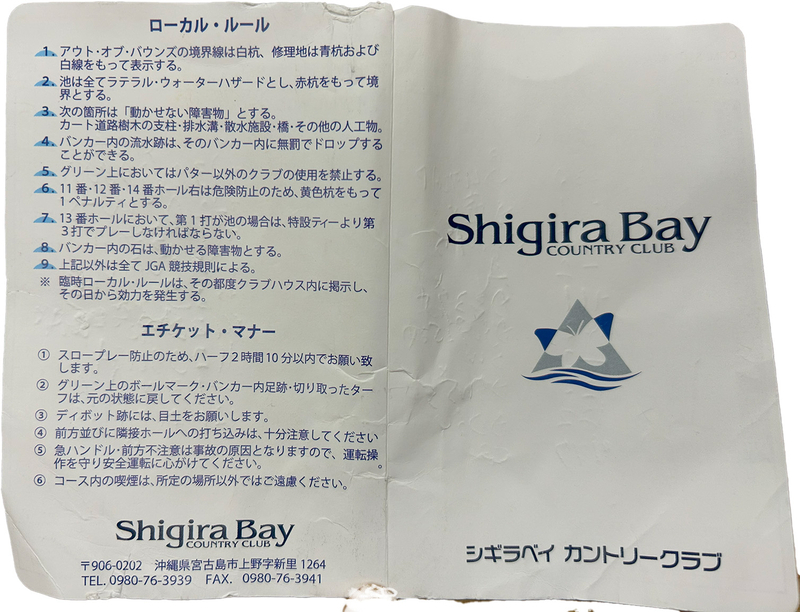 ローカル・ルール
1. アウト・オブ・バウンズの境界線は白杭、修理地は青杭および
白線をもって表示する。
2. 池は全てラテラル・ウォーターハザードとし、赤杭をもって境
界とする。
3. 次の箇所は「動かせない障害物」とする。
カート道路樹木の支柱・排水溝・散水施設・橋・その他の人工物。
4. バンカー内の流水跡は、そのバンカー内に無罰でドロップする
ことができる。
5. グリーン上においてはパター以外のクラブの使用を禁止する。
6. 11番・12番・14番ホール右は危険防止のため、黄色杭をもって
1ペナルティとする。
7. 13番ホールにおいて、第1打が池の場合は、特設ティーより第
3打でプレーしなければならない。
8. バンカー内の石は、動かせる障害物とする。
9. 上記以外は全てJGA競技規則による。
※ 臨時ローカル・ルールは、その都度クラブハウス内に掲示し、
その日から効力を発生する。
エチケット・マナー
① スロープレー防止のため、ハーフ2時間10分以内でお願い致
します。
② グリーン上のボールマーク・バンカー内足跡・切り取ったター
フは、元の状態に戻してください。
③ ディボット跡には、目土をお願いします。
④ 前方並びに隣接ホールへの打ち込みは、十分注意してください
⑤ 急ハンドル・前方不注意は事故の原因となりますので、運転操
作を守り安全運転に心がけてください。
⑥ コース内の喫煙は、所定の場所以外ではご遠慮ください。
Shigira Bay
COUNTRY CLUB
〒906-0202 沖縄県宮古島市上野字新里1264
TEL. 0980-76-3939 FAX. 0980-76-3941
Shigira Bay
COUNTRY CLUB
シギラベイ カントリークラブ